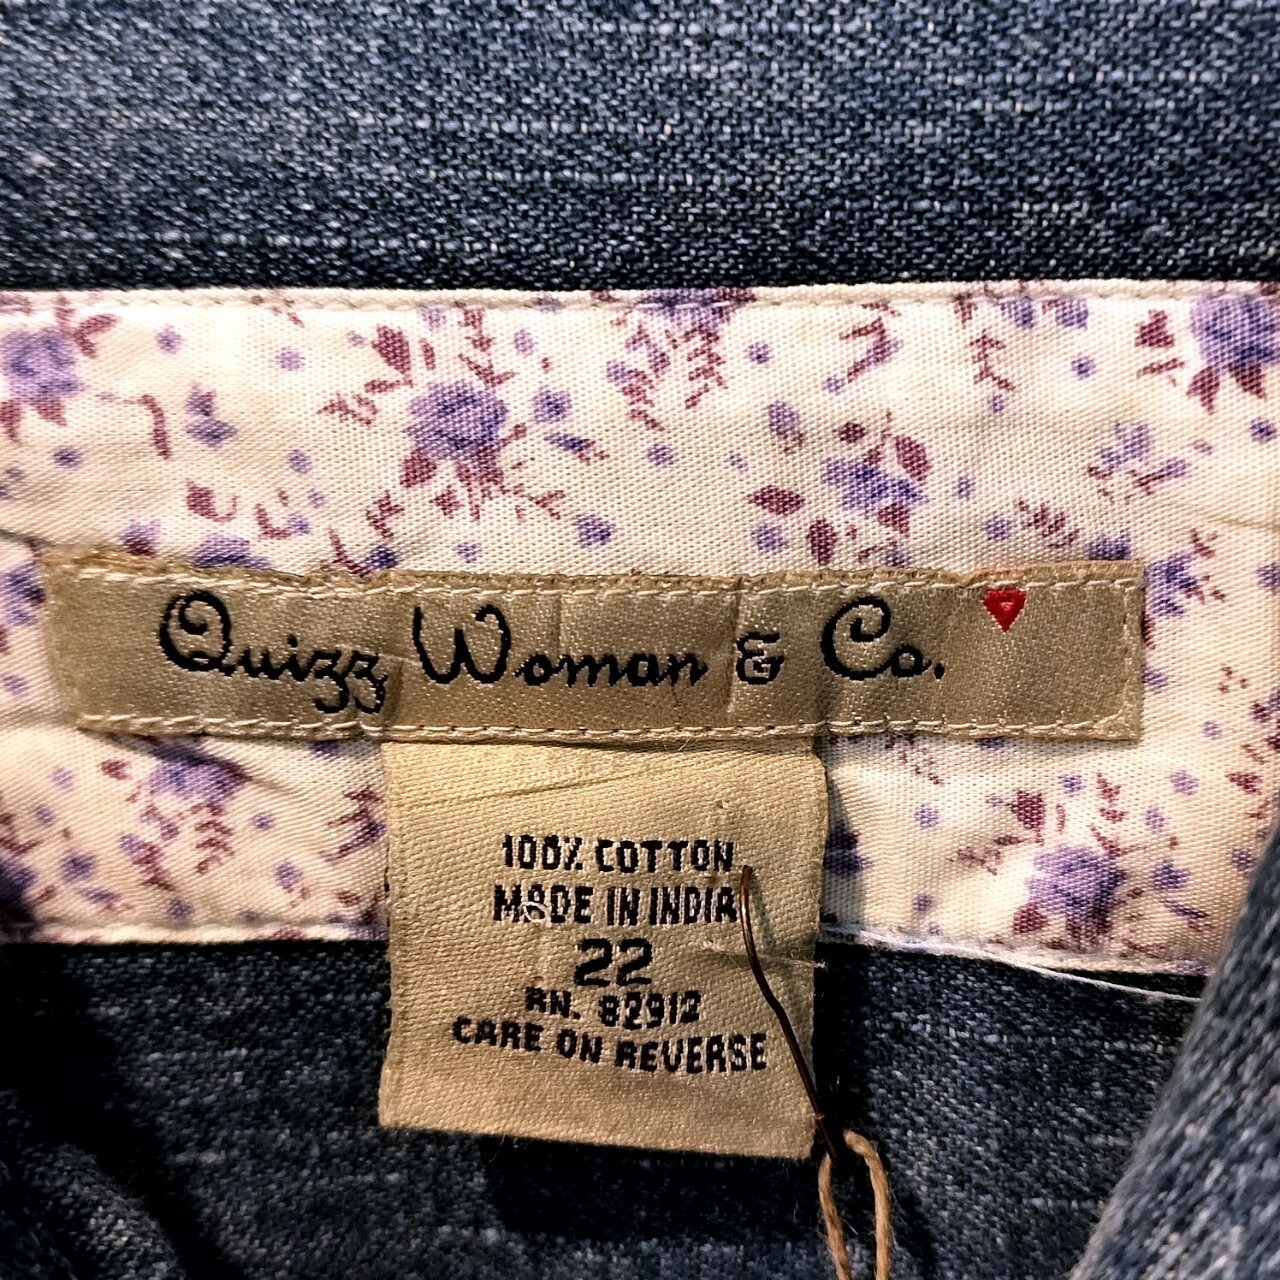 Quizz Woman & Co.
100% COTTON
MADE IN INDIA
22
RN. 82912
CARE ON REVERSE